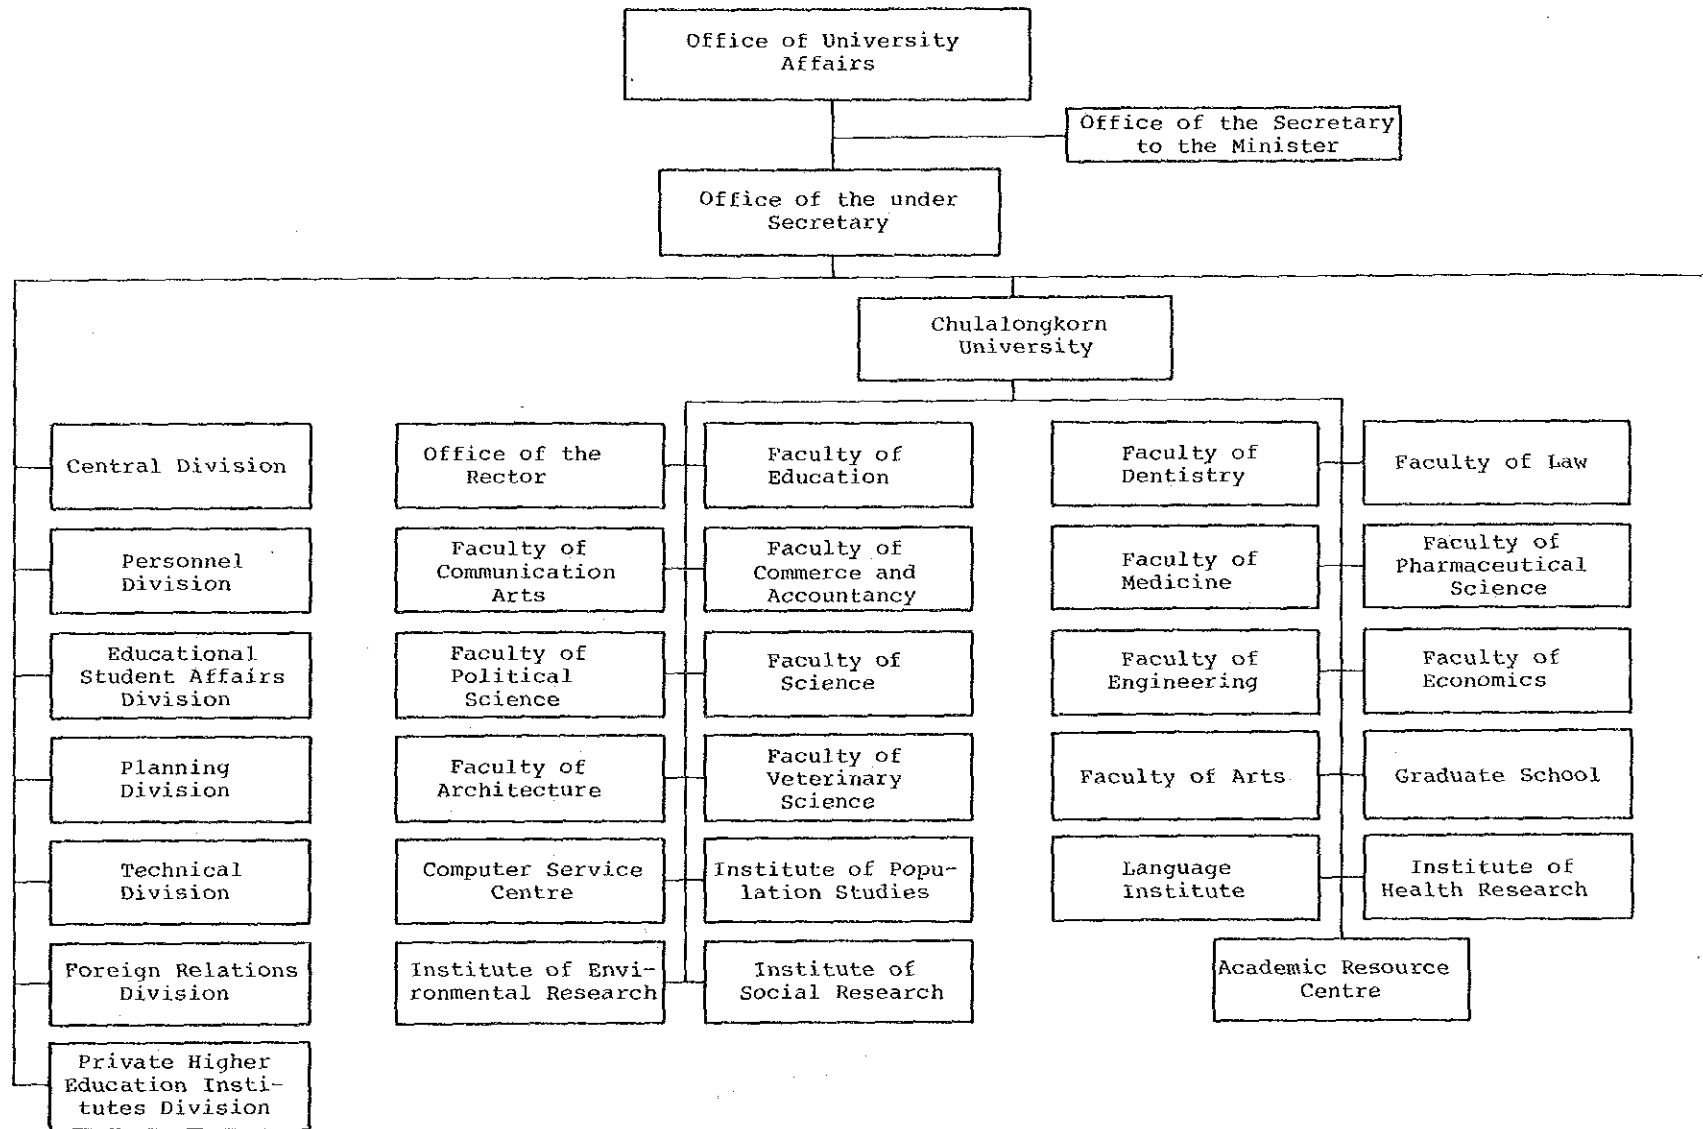 Office of University
Affairs
Office of the Secretary
to the Minister
Office of the under
Secretary
Chulalongkorn
University
Central Division
Personnel
Division
Educational
Student Affairs
Division
Planning
Division
Technical
Division
Foreign Relations
Division
Private Higher
Education Insti-
tutes Division
Office of the
Rector
Faculty of
Communication
Arts
Faculty of
Political
Science
Faculty of
Architecture
Computer Service
Centre
Institute of Envi-
ronmental Research
Faculty of
Education
Faculty of
Commerce and
Accountancy
Faculty of
Science
Faculty of
Veterinary
Science
Institute of Popu-
lation Studies
Institute of
Social Research
Faculty of
Dentistry
Faculty of
Medicine
Faculty of
Engineering
Faculty of Arts
Language
Institute
Faculty of Law
Faculty of
Pharmaceutical
Science
Faculty of
Economics
Graduate School
Institute of
Health Research
Academic Resource
Centre